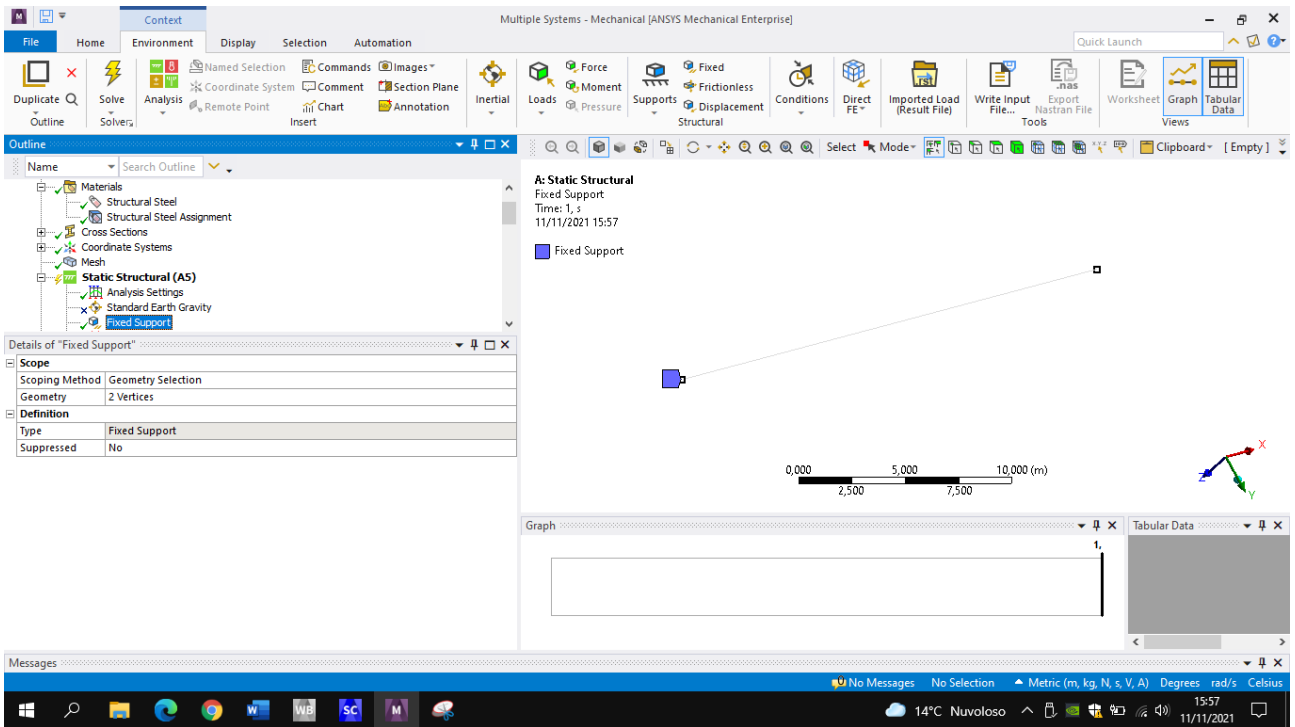 Context
Multiple Systems - Mechanical [ANSYS Mechanical Enterprise]
File Home Environment Display Selection Automation
Quick Launch
Duplicate
Outline
Solve
Solvers
Analysis
Named Selection
Coordinate System
Remote Point
Commands
Comment
Chart
Images
Section Plane
Annotation
Insert
Inertial
Loads
Force
Moment
Pressure
Supports
Fixed
Frictionless
Displacement
Structural
Conditions
Direct
FE
Imported Load
(Result File)
Write Input
File...
Export
Nastran File
Tools
Worksheet
Graph
Tabular
Data
Views
Outline
Name Search Outline
Select Mode Clipboard [Empty]
Materials
Structural Steel
Structural Steel Assignment
Cross Sections
Coordinate Systems
Mesh
Static Structural (A5)
Analysis Settings
Standard Earth Gravity
Fixed Support
Details of "Fixed Support"
Scope
Scoping Method Geometry Selection
Geometry 2 Vertices
Definition
Type Fixed Support
Suppressed No
A: Static Structural
Fixed Support
Time: 1, s
11/11/2021 15:57
Fixed Support
0,000 5,000 10,000 (m)
2,500 7,500
X
Z
Y
Graph
1,
Tabular Data
Messages
No Messages No Selection Metric (m, kg, N, s, V, A) Degrees rad/s Celsius
14°C Nuvoloso
15:57
11/11/2021